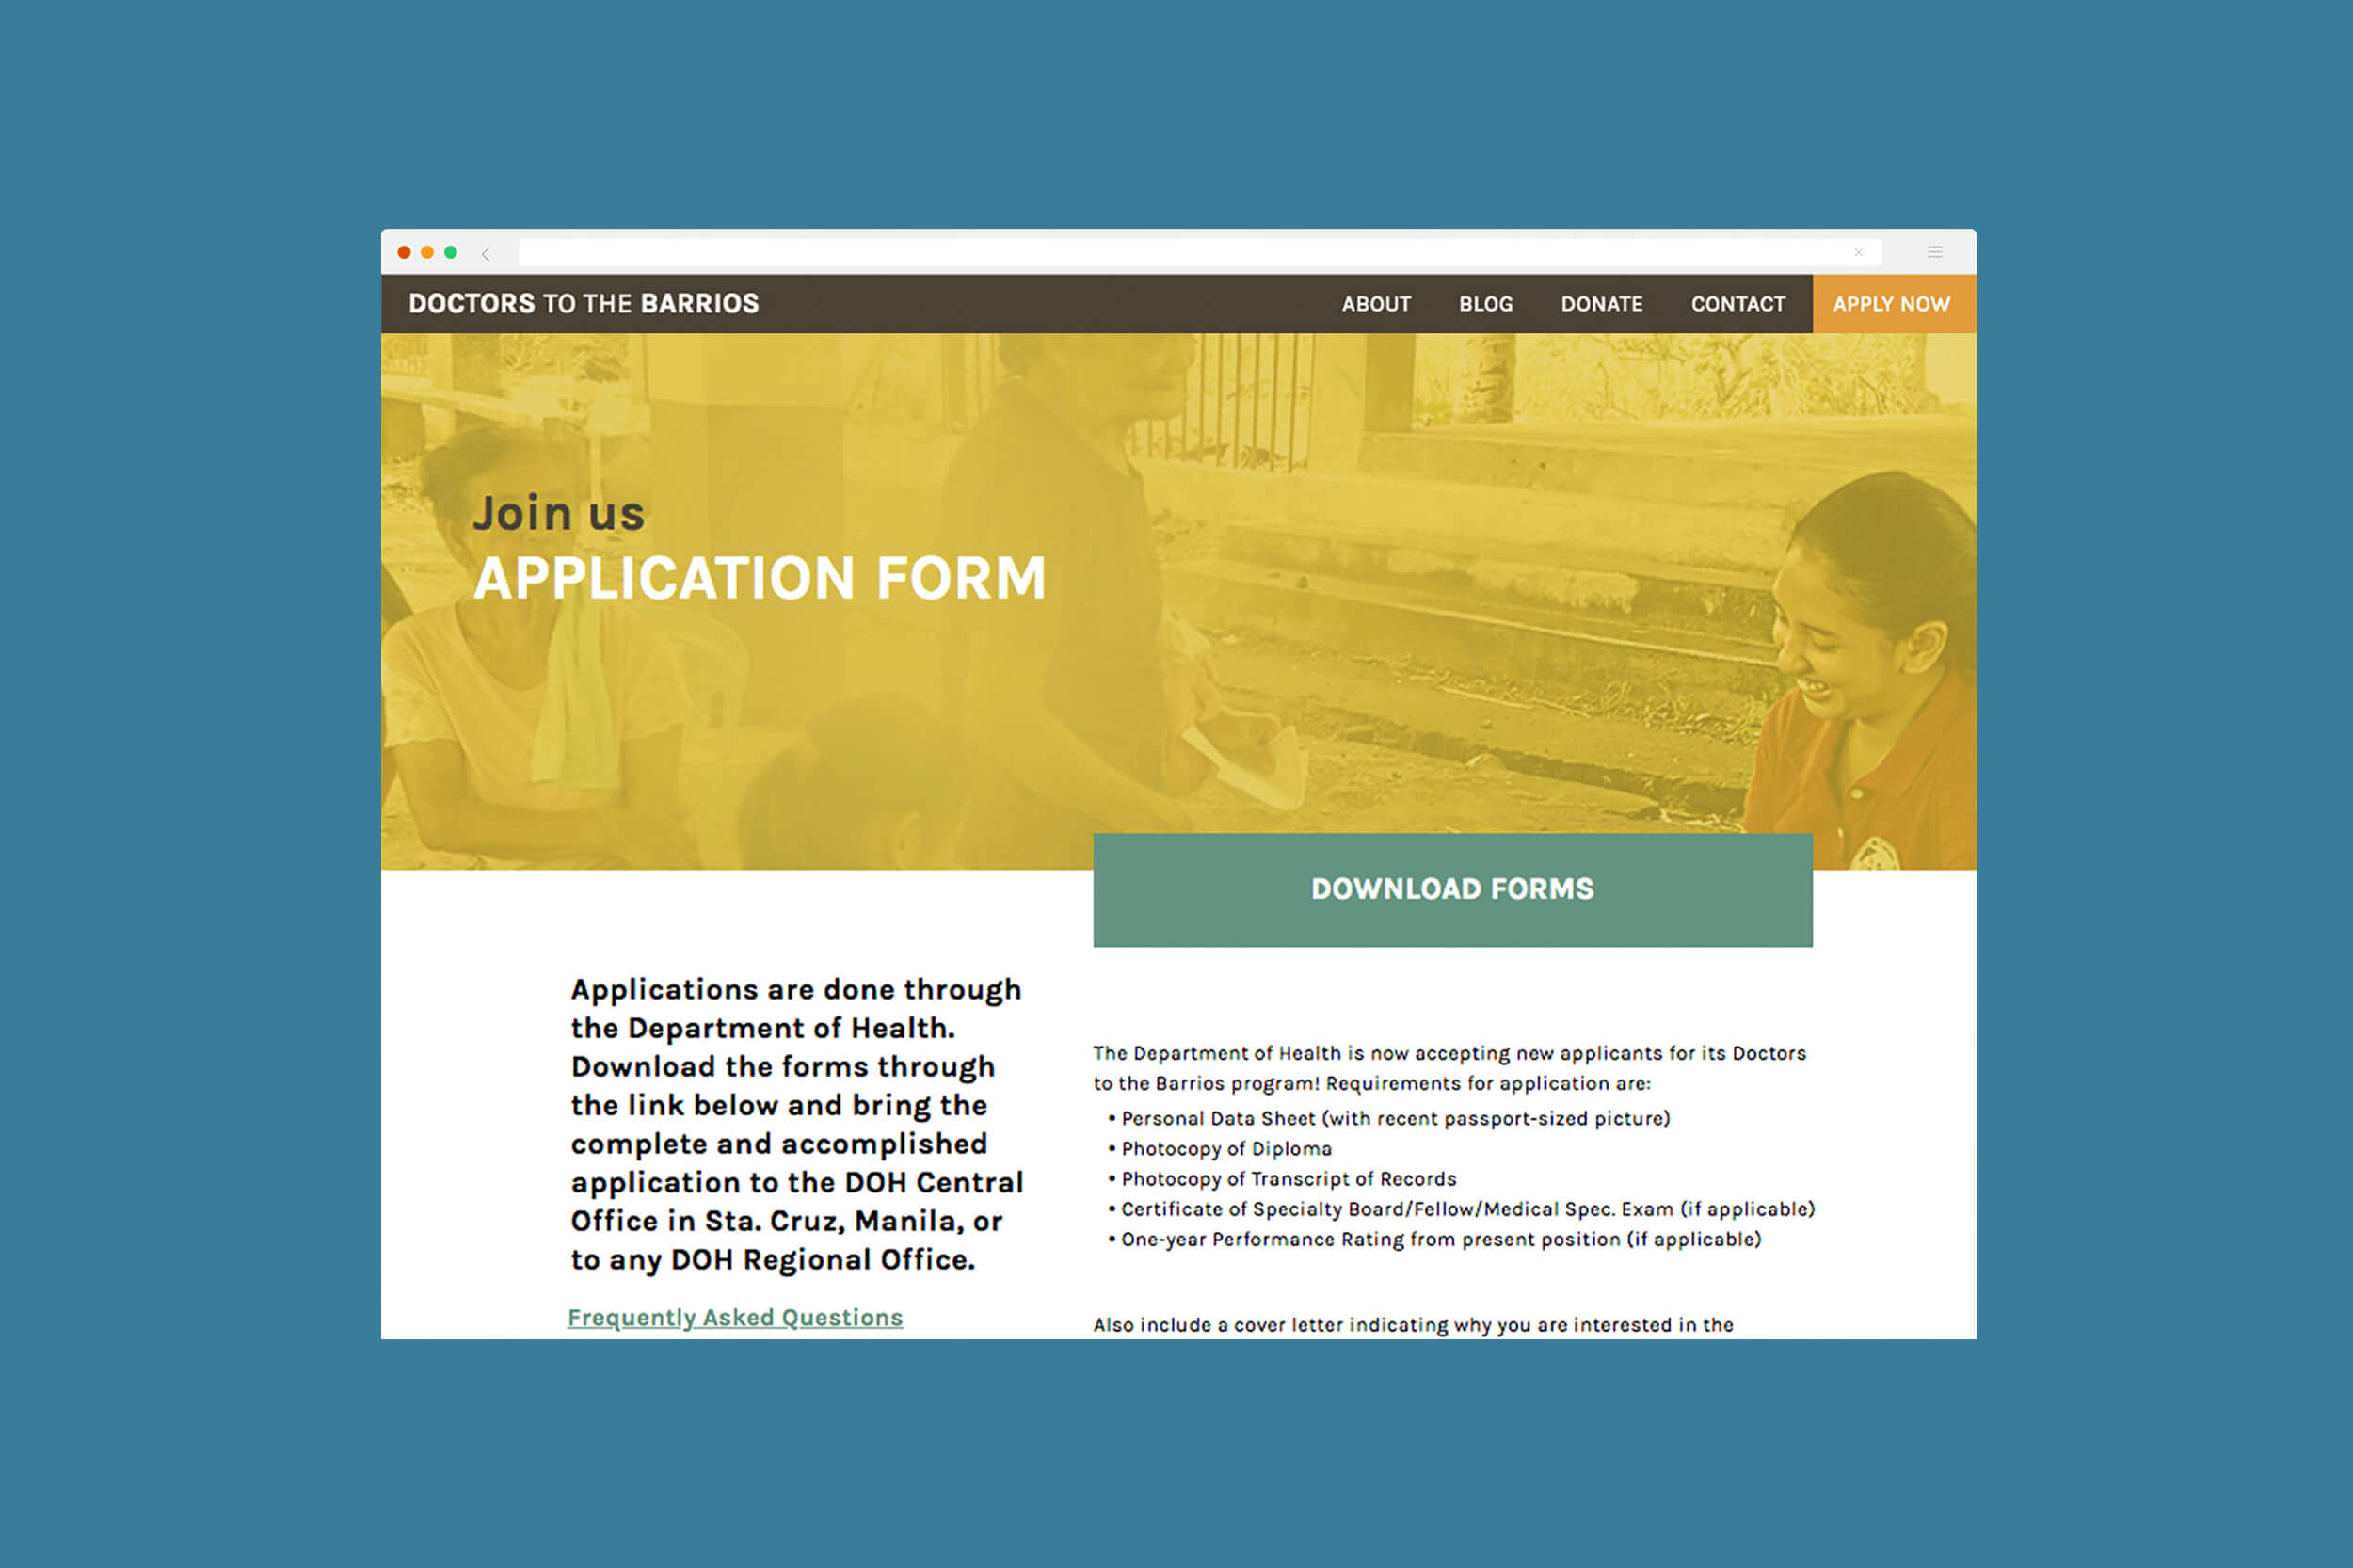 DOCTORS TO THE BARRIOS
ABOUT
BLOG
DONATE
CONTACT
APPLY NOW
Join us
APPLICATION FORM
DOWNLOAD FORMS
Applications are done through
the Department of Health.
Download the forms through
the link below and bring the
complete and accomplished
application to the DOH Central
Office in Sta. Cruz, Manila, or
to any DOH Regional Office.
Frequently Asked Questions
The Department of Health is now accepting new applicants for its Doctors
to the Barrios program! Requirements for application are:
• Personal Data Sheet (with recent passport-sized picture)
• Photocopy of Diploma
• Photocopy of Transcript of Records
• Certificate of Specialty Board/Fellow/Medical Spec. Exam (if applicable)
• One-year Performance Rating from present position (if applicable)
Also include a cover letter indicating why you are interested in the